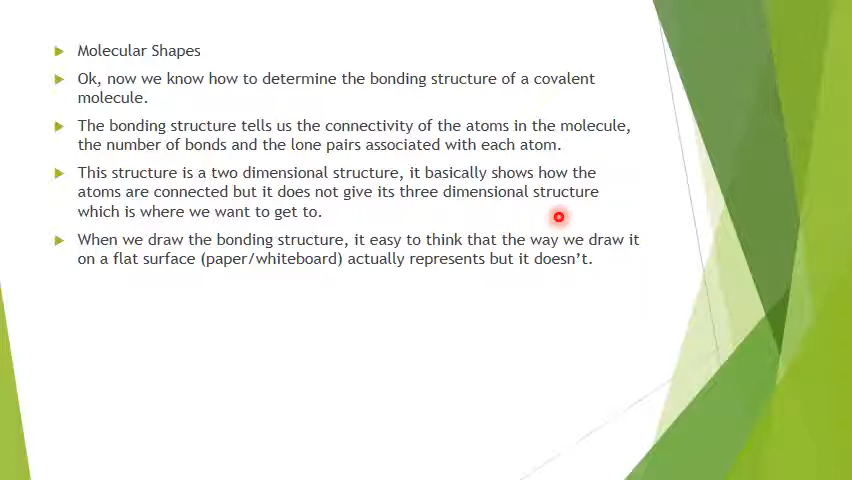 Molecular Shapes
Ok, now we know how to determine the bonding structure of a covalent
molecule.
The bonding structure tells us the connectivity of the atoms in the molecule,
the number of bonds and the lone pairs associated with each atom.
This structure is a two dimensional structure, it basically shows how the
atoms are connected but it does not give its three dimensional structure
which is where we want to get to.
When we draw the bonding structure, it easy to think that the way we draw it
on a flat surface (paper/whiteboard) actually represents but it doesn’t.